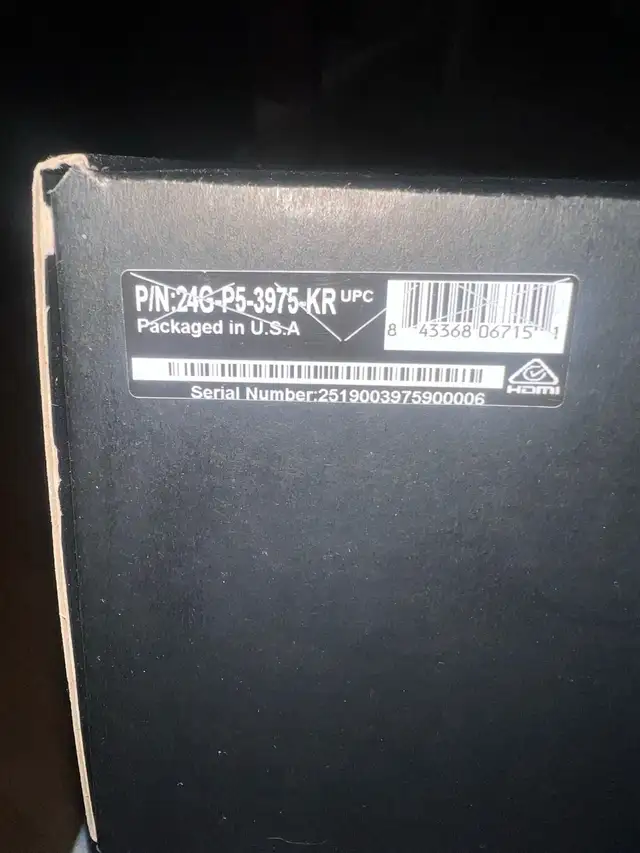 P/N:24G-P5-3975-KR UPC
Packaged in U.S.A
8 43368 06715 1
Serial Number:2519003975900006
HDMI